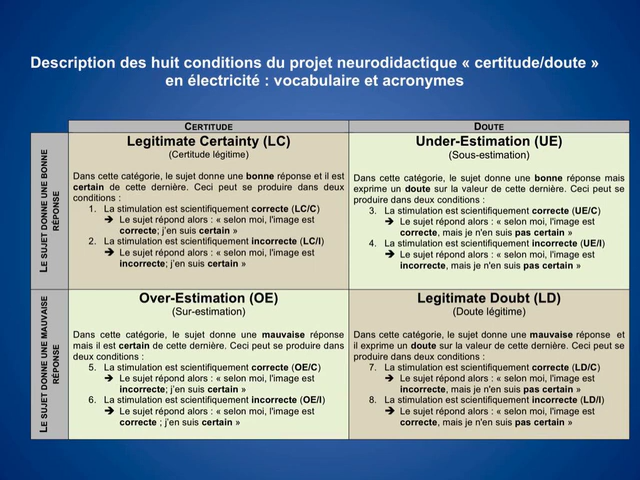 Description des huit conditions du projet neurodidactique « certitude/doute »
en électricité : vocabulaire et acronymes
CERTITUDE
DOUTE
LE SUJET DONNE UNE BONNE
RÉPONSE
Legitimate Certainty (LC)
(Certitude légitime)
Dans cette catégorie, le sujet donne une bonne réponse et il est
certain de cette dernière. Ceci peut se produire dans deux
conditions :
1. La stimulation est scientifiquement correcte (LC/C)
➔ Le sujet répond alors : « selon moi, l'image est
correcte; j'en suis certain »
2. La stimulation est scientifiquement incorrecte (LC/I)
➔ Le sujet répond alors : « selon moi, l'image est
incorrecte; j'en suis certain »
Under-Estimation (UE)
(Sous-estimation)
Dans cette catégorie, le sujet donne une bonne réponse mais
exprime un doute sur la valeur de cette dernière. Ceci peut se
produire dans deux conditions :
3. La stimulation est scientifiquement correcte (UE/C)
➔ Le sujet répond alors : « selon moi, l'image est
correcte, mais je n'en suis pas certain »
4. La stimulation est scientifiquement incorrecte (UE/I)
➔ Le sujet répond alors : « selon moi, l'image est
incorrecte, mais je n'en suis pas certain »
LE SUJET DONNE UNE MAUVAISE
RÉPONSE
Over-Estimation (OE)
(Sur-estimation)
Dans cette catégorie, le sujet donne une mauvaise réponse
mais il est certain de cette dernière. Ceci peut se produire dans
deux conditions :
5. La stimulation est scientifiquement correcte (OE/C)
➔ Le sujet répond alors : « selon moi, l'image est
incorrecte; j'en suis certain »
6. La stimulation est scientifiquement incorrecte (OE/I)
➔ Le sujet répond alors : « selon moi, l'image est
correcte ; j'en suis certain »
Legitimate Doubt (LD)
(Doute légitime)
Dans cette catégorie, le sujet donne une mauvaise réponse et
il exprime un doute sur la valeur de cette dernière. Ceci peut se
produire dans deux conditions :
7. La stimulation est scientifiquement correcte (LD/C)
➔ Le sujet répond alors : « selon moi, l'image est
incorrecte, mais je n'en suis pas certain »
8. La stimulation est scientifiquement incorrecte (LD/I)
➔ Le sujet répond alors : « selon moi, l'image est
correcte, mais je n'en suis pas certain »